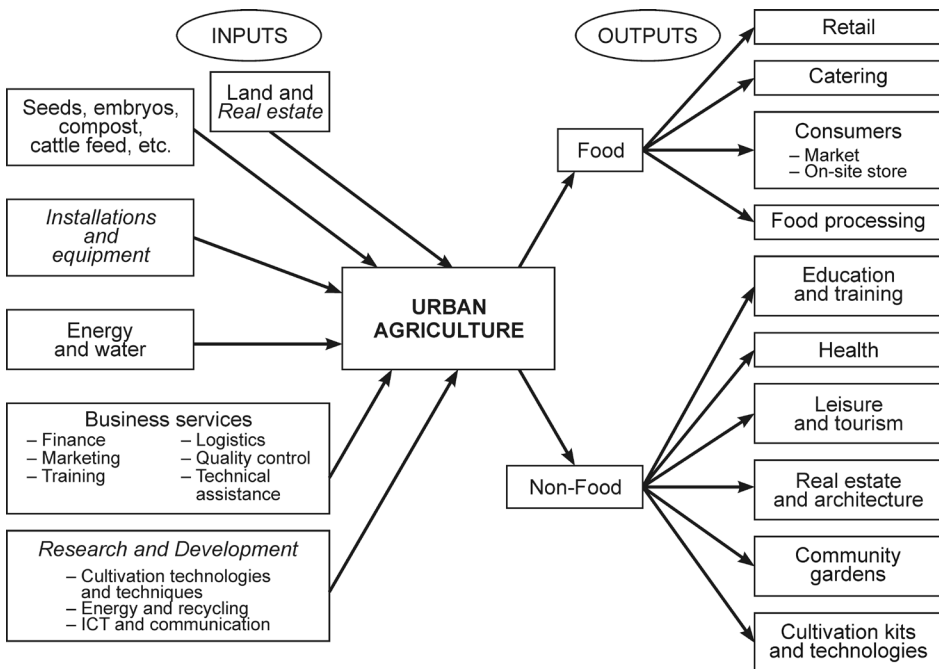 INPUTS
Land and
Real estate
Seeds, embryos,
compost,
cattle feed, etc.
Installations
and
equipment
Energy
and water
Business services
– Finance
– Marketing
– Training
– Logistics
– Quality control
– Technical
assistance
Research and Development
– Cultivation technologies
and techniques
– Energy and recycling
– ICT and communication
URBAN
AGRICULTURE
OUTPUTS
Food
Retail
Catering
Consumers
– Market
– On-site store
Food processing
Non-Food
Education
and training
Health
Leisure
and tourism
Real estate
and architecture
Community
gardens
Cultivation kits
and technologies